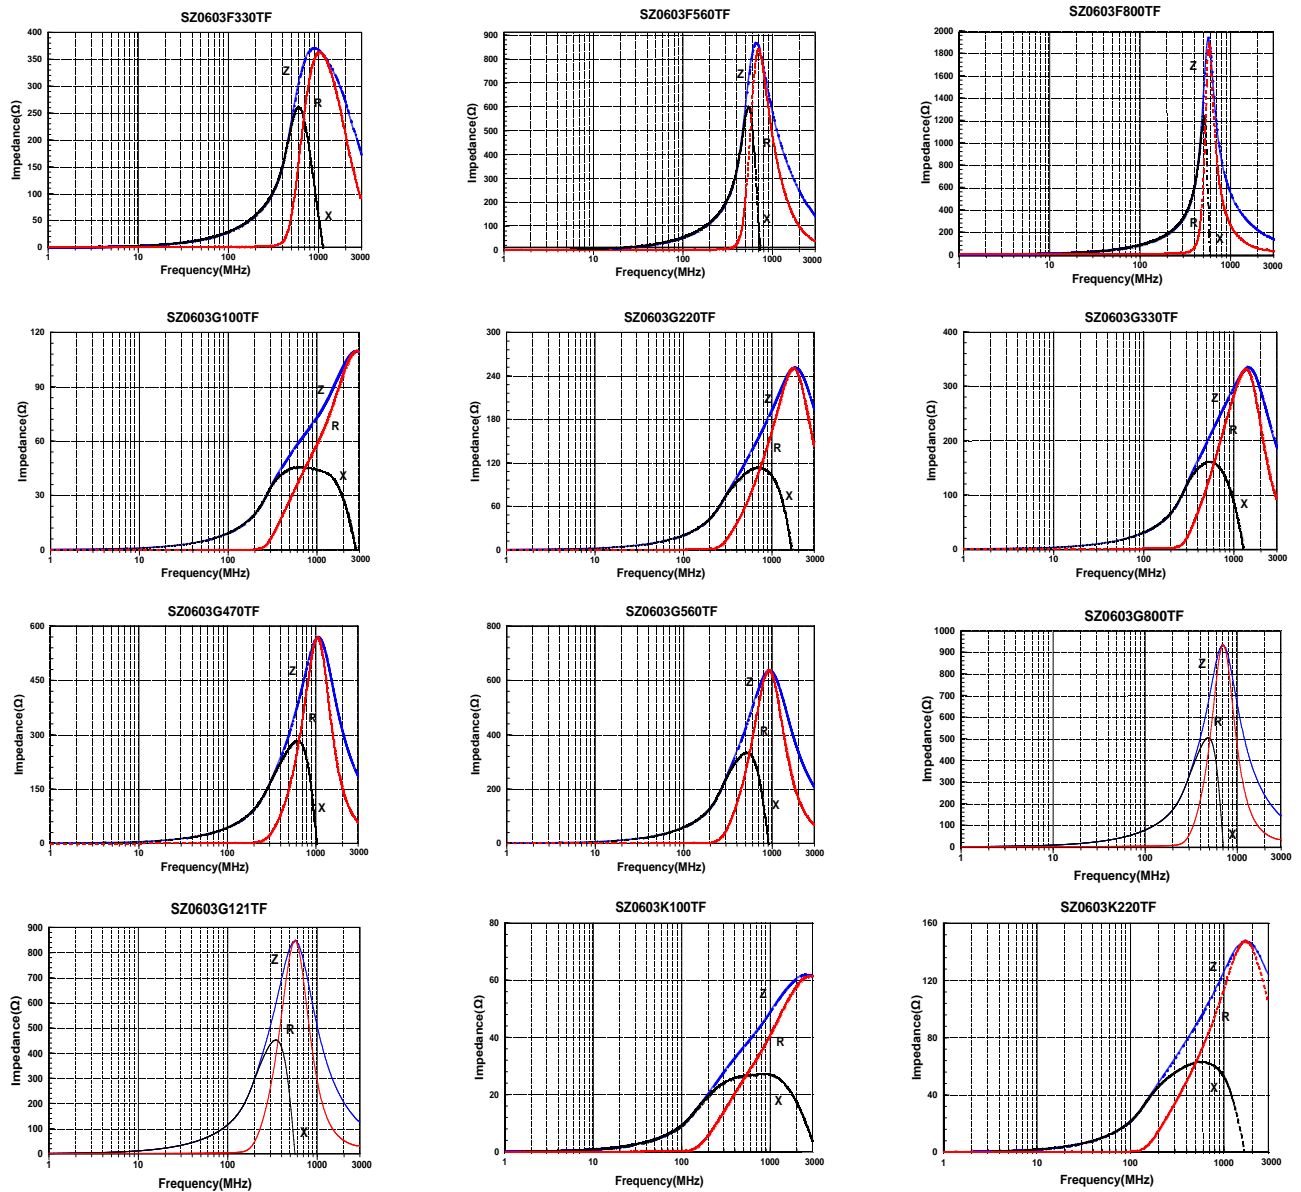 SZ0603F330TF
Impedance(Ω)
400
350
300
250
200
150
100
50
0
Z
R
X
1
10
100
1000
3000
Frequency(MHz)
SZ0603F560TF
Impedance(Ω)
900
800
700
600
500
400
300
200
100
0
Z
R
X
1
10
100
1000
3000
Frequency(MHz)
SZ0603F800TF
Impedance(Ω)
2000
1800
1600
1400
1200
1000
800
600
400
200
0
Z
R
X
1
10
100
1000
3000
Frequency(MHz)
SZ0603G100TF
Impedance(Ω)
120
90
60
30
0
Z
R
X
1
10
100
1000
3000
Frequency(MHz)
SZ0603G220TF
Impedance(Ω)
300
240
180
120
60
0
Z
R
X
1
10
100
1000
3000
Frequency(MHz)
SZ0603G330TF
Impedance(Ω)
400
300
200
100
0
Z
R
X
1
10
100
1000
3000
Frequency(MHz)
SZ0603G470TF
Impedance(Ω)
600
450
300
150
0
Z
R
X
1
10
100
1000
3000
Frequency(MHz)
SZ0603G560TF
Impedance(Ω)
800
600
400
200
0
Z
R
X
1
10
100
1000
3000
Frequency(MHz)
SZ0603G800TF
Impedance(Ω)
1000
900
800
700
600
500
400
300
200
100
0
Z
R
X
1
10
100
1000
3000
Frequency(MHz)
SZ0603G121TF
Impedance(Ω)
900
800
700
600
500
400
300
200
100
0
Z
R
X
1
10
100
1000
3000
Frequency(MHz)
SZ0603K100TF
Impedance(Ω)
80
60
40
20
0
Z
R
X
1
10
100
1000
3000
Frequency(MHz)
SZ0603K220TF
Impedance(Ω)
160
120
80
40
0
Z
R
X
1
10
100
1000
3000
Frequency(MHz)